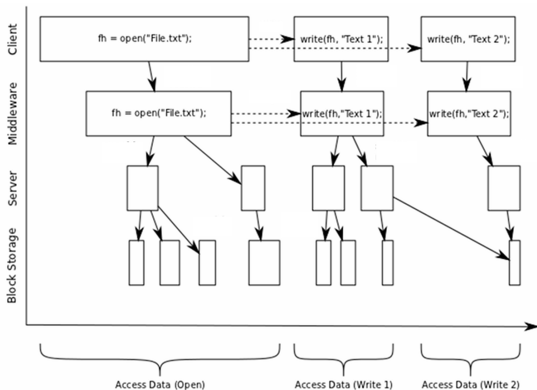 Client
fh = open("File.txt");
write(fh,"Text 1");
write(fh, "Text 2");
Middleware
fh = open("File.txt");
write(fh,"Text 1");
write(fh,"Text 2");
Server
Block Storage
Access Data (Open)
Access Data (Write 1)
Access Data (Write 2)